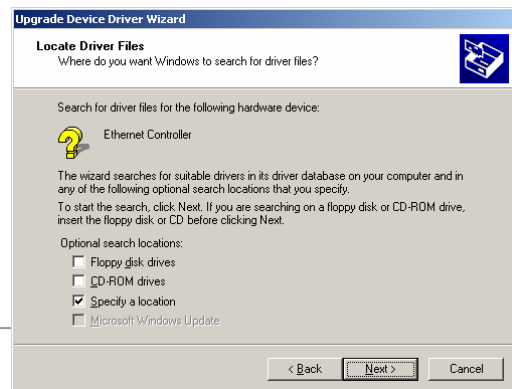 Upgrade Device Driver Wizard
Locate Driver Files
Where do you want Windows to search for driver files?
Search for driver files for the following hardware device:
Ethernet Controller
The wizard searches for suitable drivers in its driver database on your computer and in
any of the following optional search locations that you specify.
To start the search, click Next. If you are searching on a floppy disk or CD-ROM drive,
insert the floppy disk or CD before clicking Next.
Optional search locations:
Floppy disk drives
CD-ROM drives
Specify a location
Microsoft Windows Update
< Back
Next >
Cancel